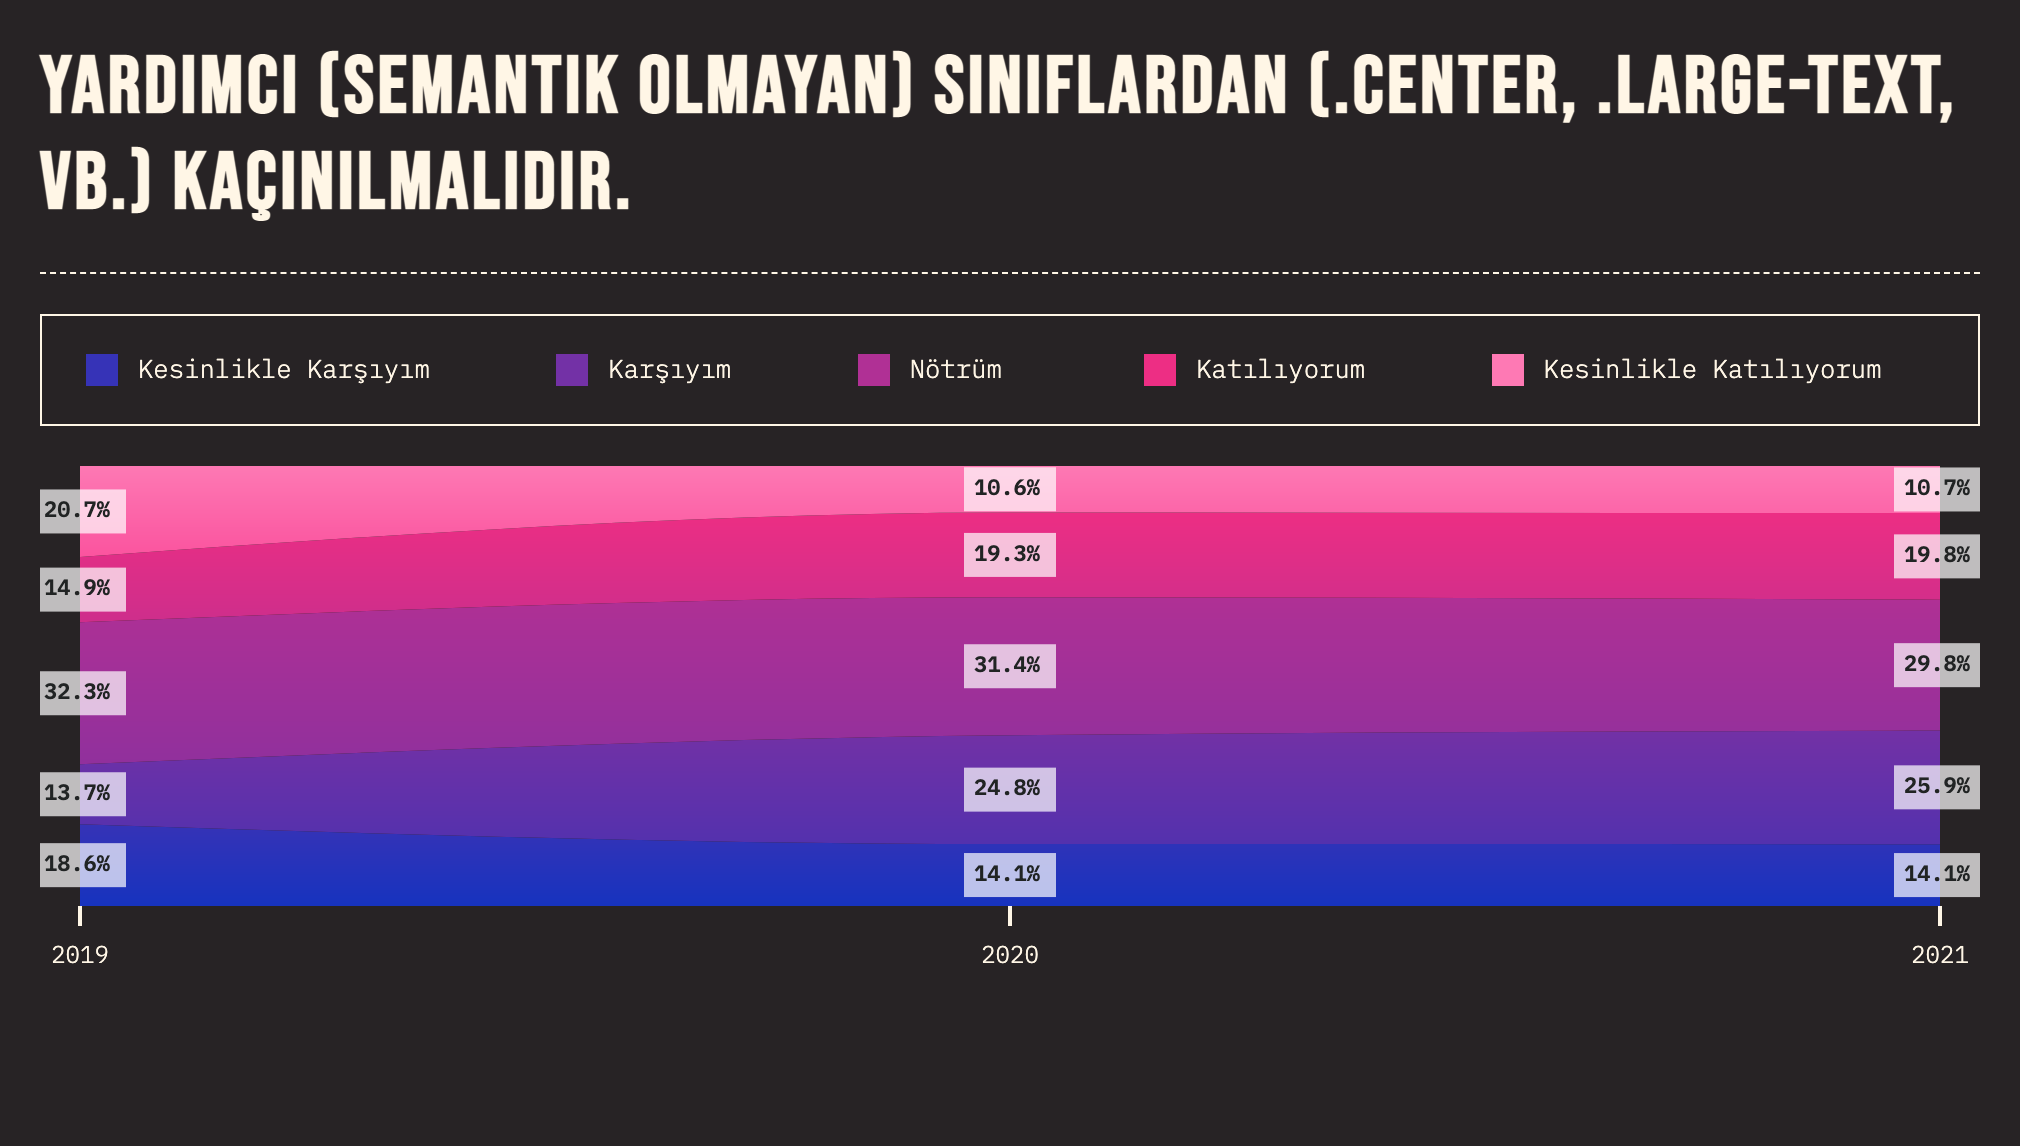 YARDIMCI (SEMANTIK OLMAYAN) SINIFLARDAN (.CENTER, .LARGE-TEXT,
VB.) KAÇINILMALIDIR.
Kesinlikle Karşıyım Karşıyım Nötrüm Katılıyorum Kesinlikle Katılıyorum
20.7% 10.6% 10.7%
14.9% 19.3% 19.8%
32.3% 31.4% 29.8%
13.7% 24.8% 25.9%
18.6% 14.1% 14.1%
2019 2020 2021